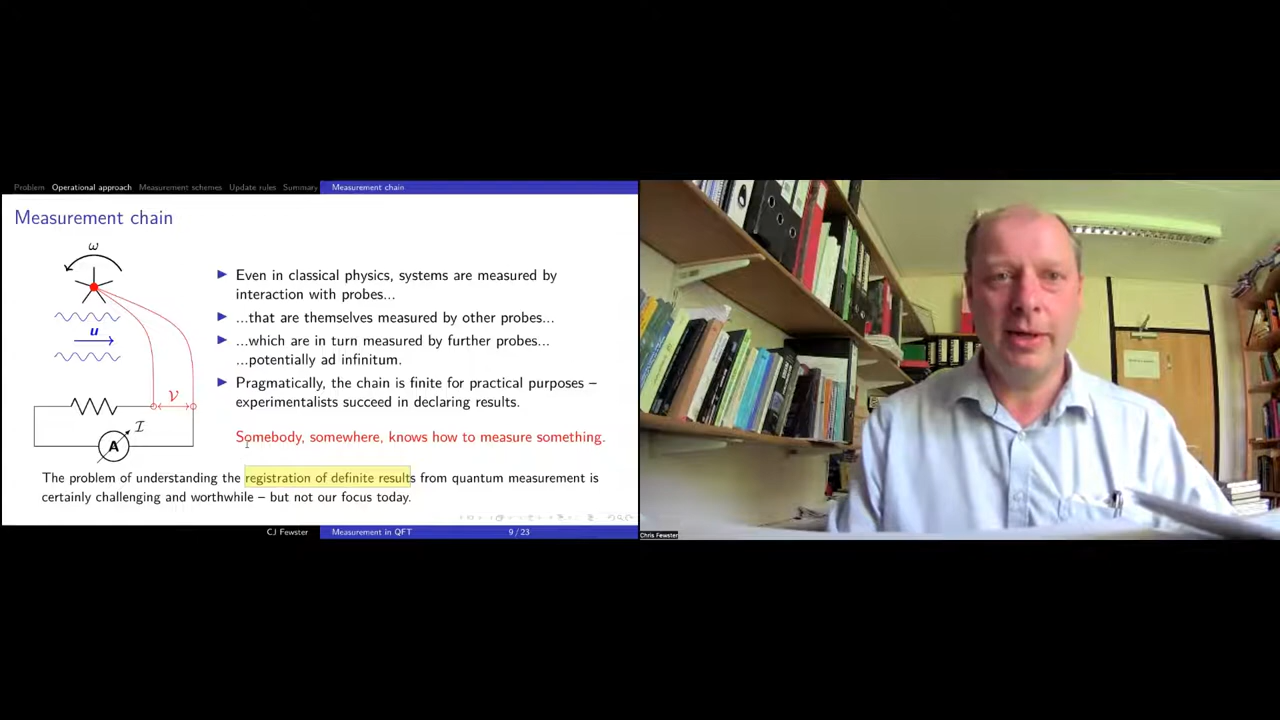 Problem Operational approach Measurement schemes Update rules Summary Measurement chain
Measurement chain
ω
u
𝒱
ℐ
A
▶ Even in classical physics, systems are measured by
interaction with probes...
▶ ...that are themselves measured by other probes...
▶ ...which are in turn measured by further probes...
...potentially ad infinitum.
▶ Pragmatically, the chain is finite for practical purposes –
experimentalists succeed in declaring results.
Somebody, somewhere, knows how to measure something.
The problem of understanding the registration of definite results from quantum measurement is
certainly challenging and worthwhile – but not our focus today.
CJ Fewster Measurement in QFT 9 / 23
Chris Fewster